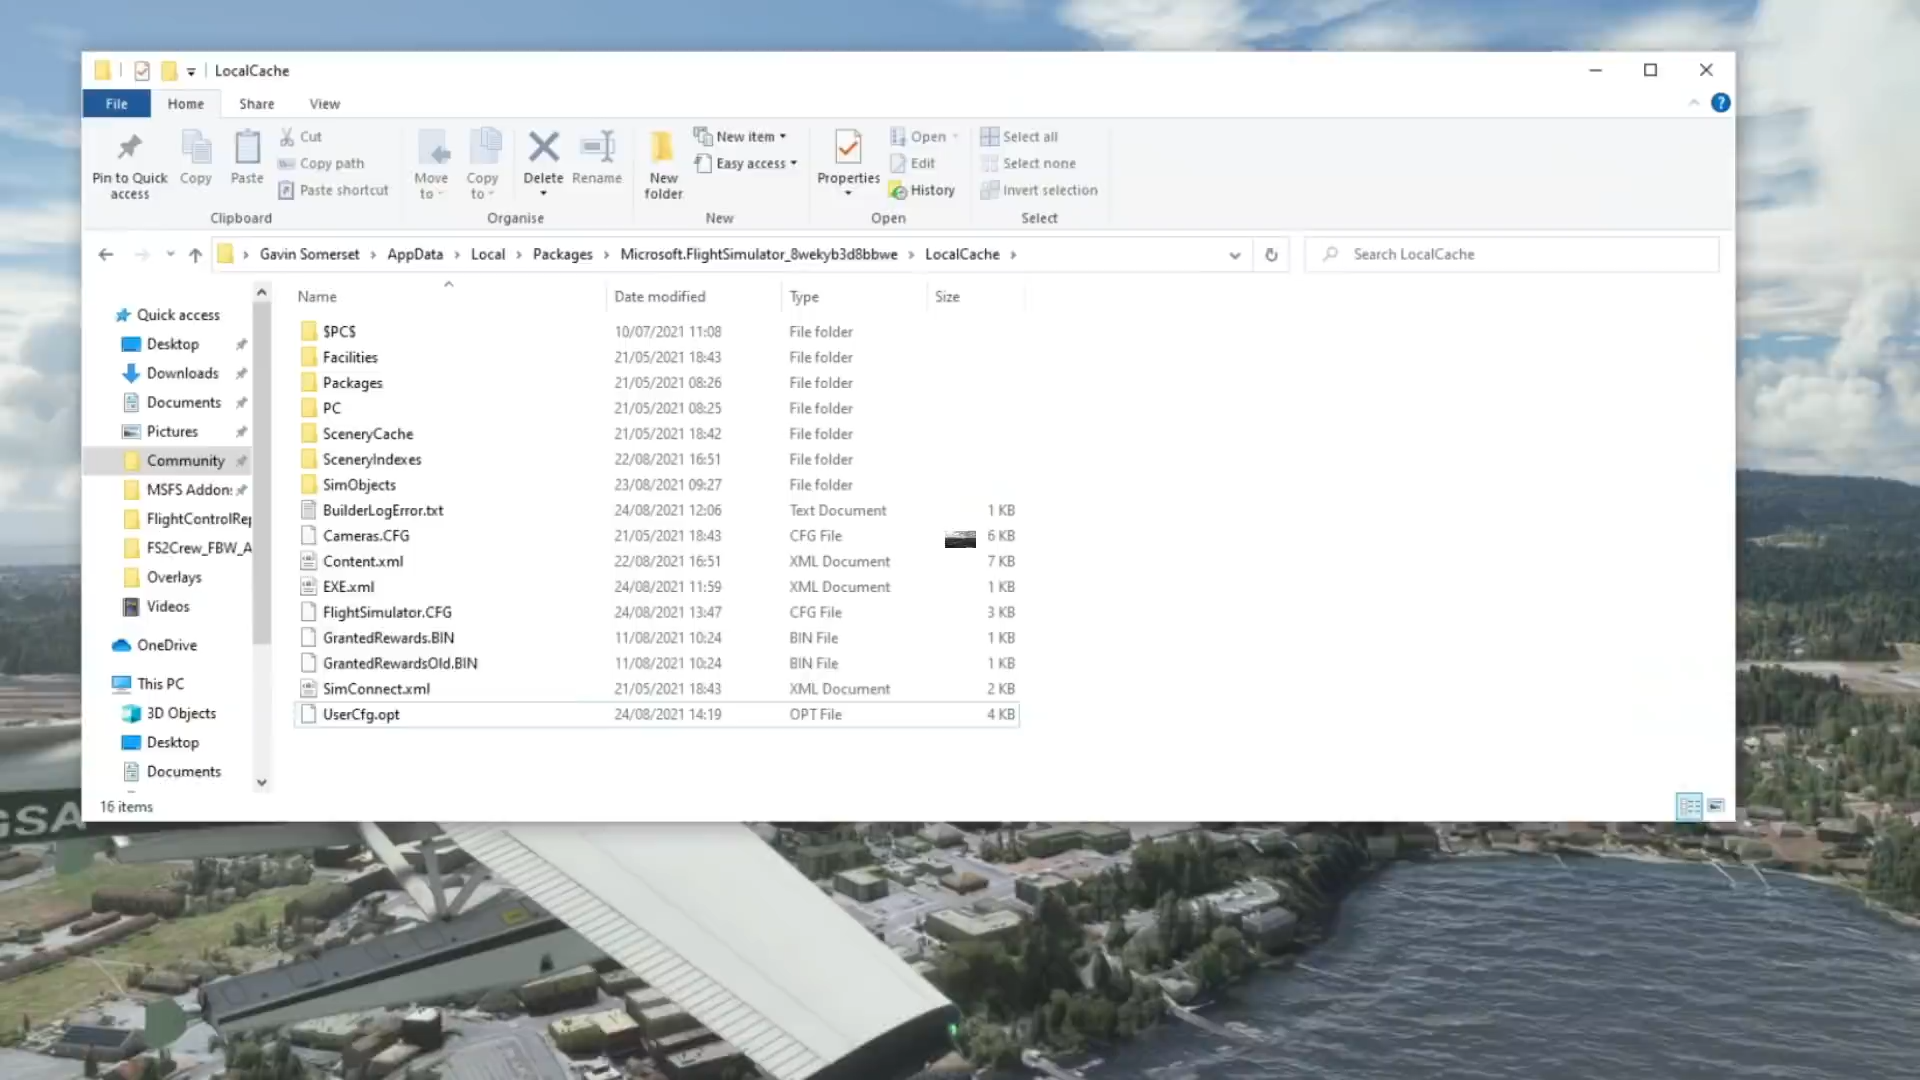 LocalCache
File Home Share View
Pin to Quick access
Copy
Paste
Cut
Copy path
Paste shortcut
Clipboard
Move to
Copy to
Delete
Rename
Organise
New folder
New item
Easy access
New
Properties
Open
Edit
History
Open
Select all
Select none
Invert selection
Select
Gavin Somerset › AppData › Local › Packages › Microsoft.FlightSimulator_8wekyb3d8bbwe › LocalCache ›
Search LocalCache
Quick access
Desktop
Downloads
Documents
Pictures
Community
MSFS Addon
FlightControlRep
FS2Crew_FBW_A
Overlays
Videos
OneDrive
This PC
3D Objects
Desktop
Documents
Name Date modified Type Size
$PC$ 10/07/2021 11:08 File folder
Facilities 21/05/2021 18:43 File folder
Packages 21/05/2021 08:26 File folder
PC 21/05/2021 08:25 File folder
SceneryCache 21/05/2021 18:42 File folder
SceneryIndexes 22/08/2021 16:51 File folder
SimObjects 23/08/2021 09:27 File folder
BuilderLogError.txt 24/08/2021 12:06 Text Document 1 KB
Cameras.CFG 21/05/2021 18:43 CFG File 6 KB
Content.xml 22/08/2021 16:51 XML Document 7 KB
EXE.xml 24/08/2021 11:59 XML Document 1 KB
FlightSimulator.CFG 24/08/2021 13:47 CFG File 3 KB
GrantedRewards.BIN 11/08/2021 10:24 BIN File 1 KB
GrantedRewardsOld.BIN 11/08/2021 10:24 BIN File 1 KB
SimConnect.xml 21/05/2021 18:43 XML Document 2 KB
UserCfg.opt 24/08/2021 14:19 OPT File 4 KB
16 items
GSA